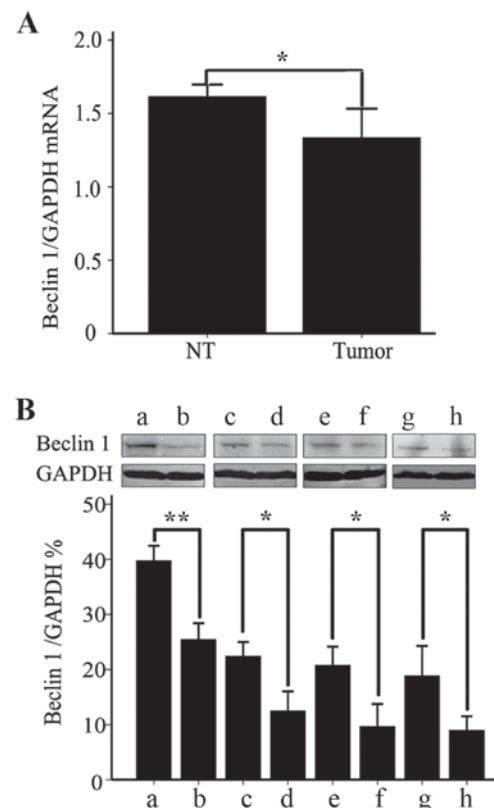 A
Beclin 1/GAPDH mRNA
2.0
1.5
1.0
0.5
0
*
NT Tumor
B
a b c d e f g h
Beclin 1
GAPDH
Beclin 1 /GAPDH %
50
40
30
20
10
0
** * * *
a b c d e f g h